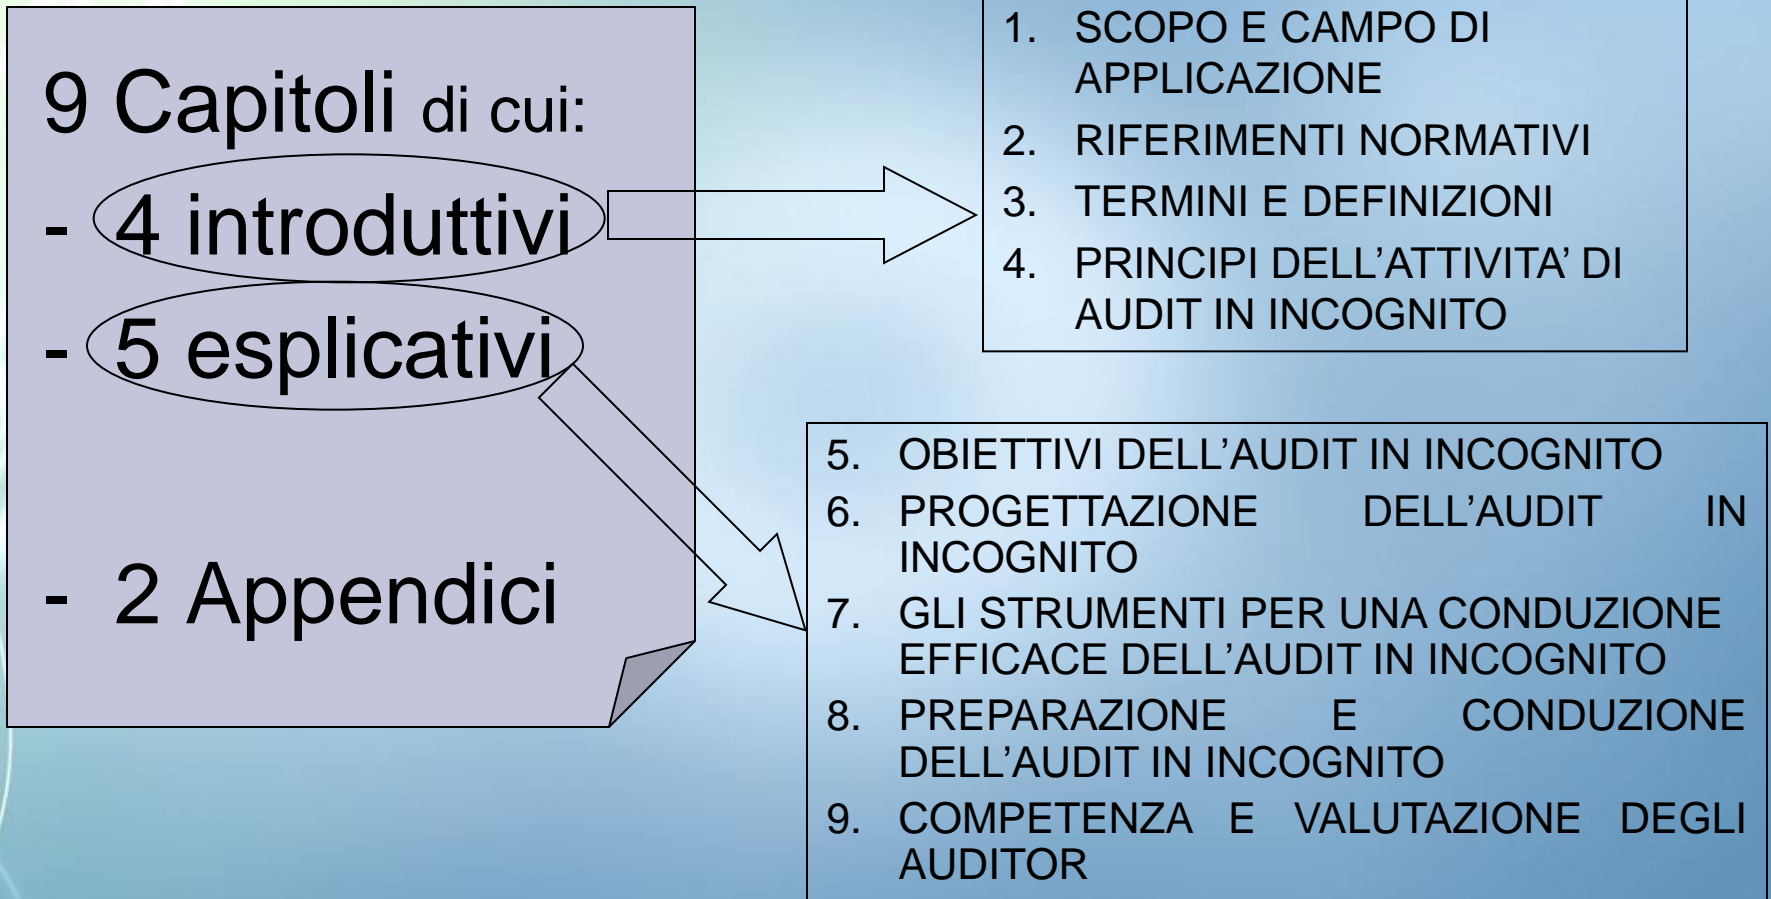 9 Capitoli di cui:
- 4 introduttivi
- 5 esplicativi
- 2 Appendici
1. SCOPO E CAMPO DI
APPLICAZIONE
2. RIFERIMENTI NORMATIVI
3. TERMINI E DEFINIZIONI
4. PRINCIPI DELL’ATTIVITA’ DI
AUDIT IN INCOGNITO
5. OBIETTIVI DELL’AUDIT IN INCOGNITO
6. PROGETTAZIONE DELL’AUDIT IN
INCOGNITO
7. GLI STRUMENTI PER UNA CONDUZIONE
EFFICACE DELL’AUDIT IN INCOGNITO
8. PREPARAZIONE E CONDUZIONE
DELL’AUDIT IN INCOGNITO
9. COMPETENZA E VALUTAZIONE DEGLI
AUDITOR